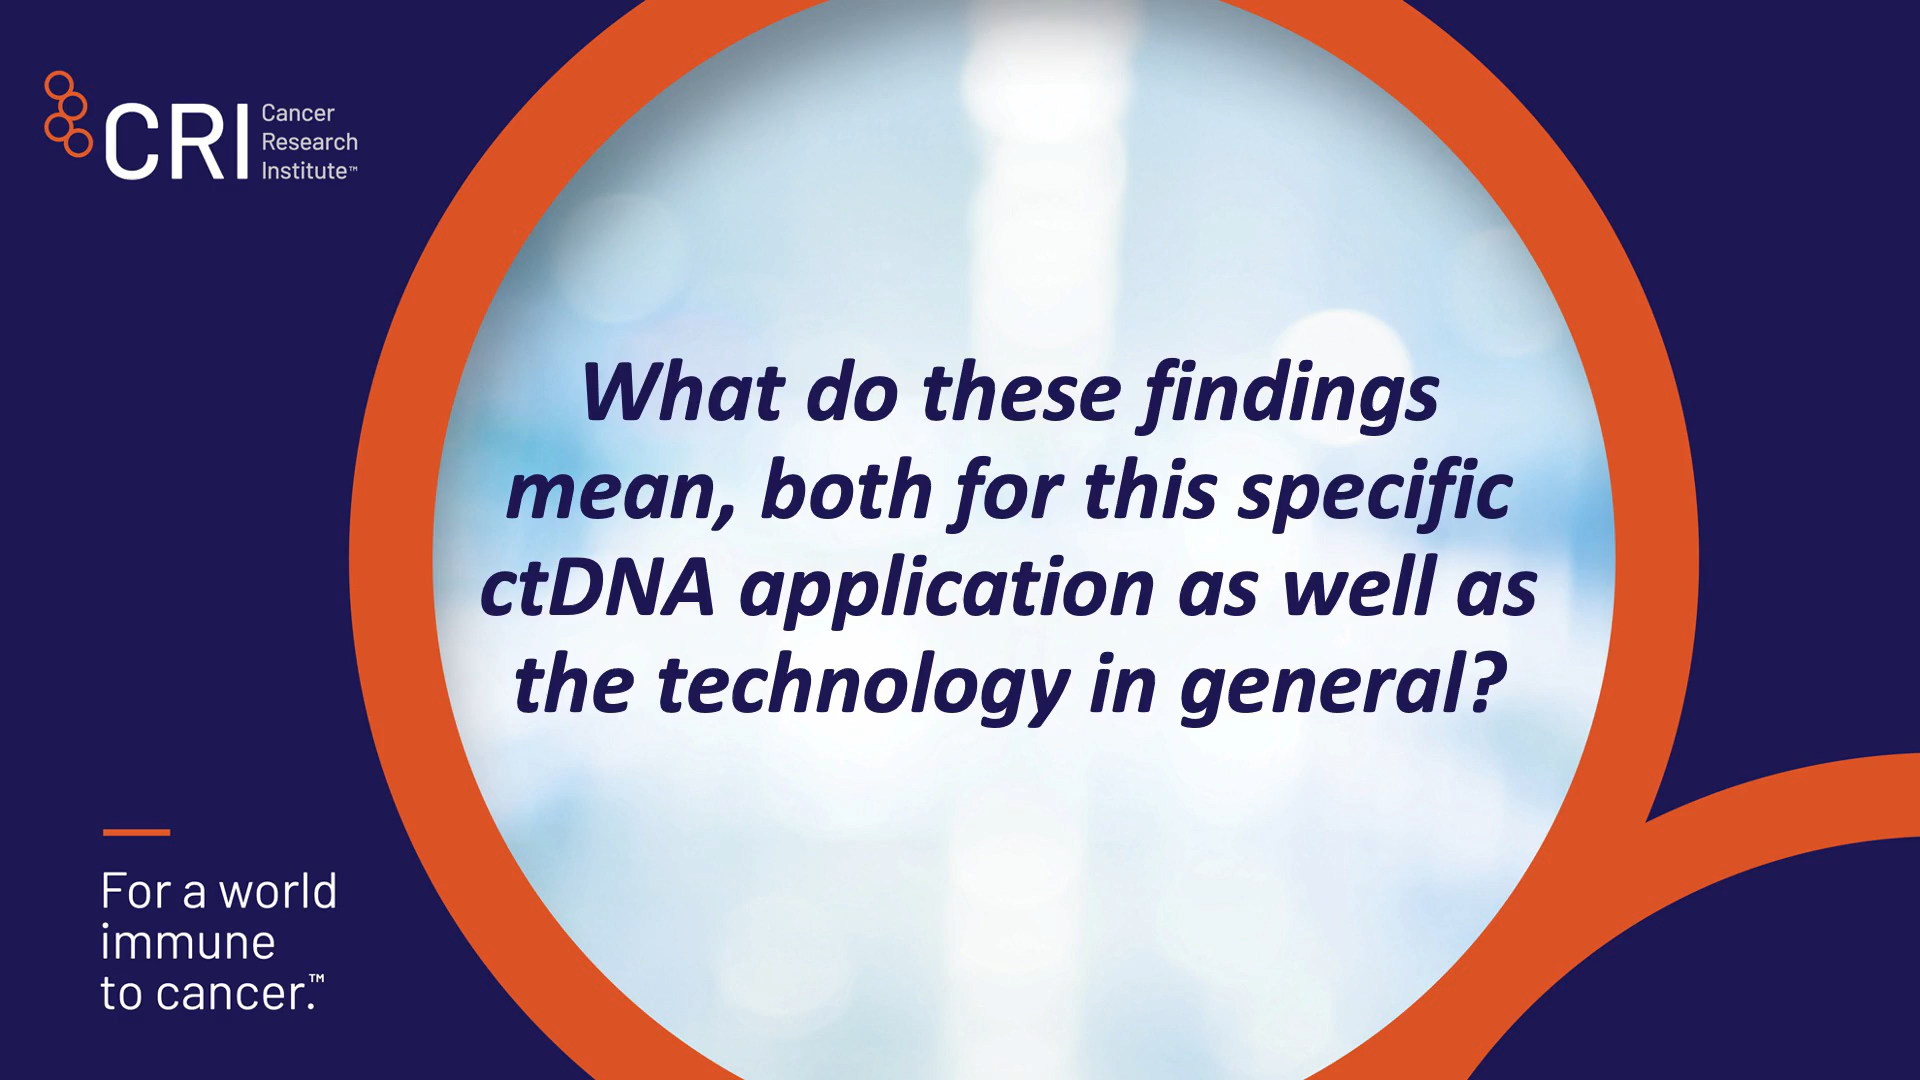 CRI
Cancer
Research
Institute™
What do these findings
mean, both for this specific
ctDNA application as well as
the technology in general?
For a world
immune
to cancer.™